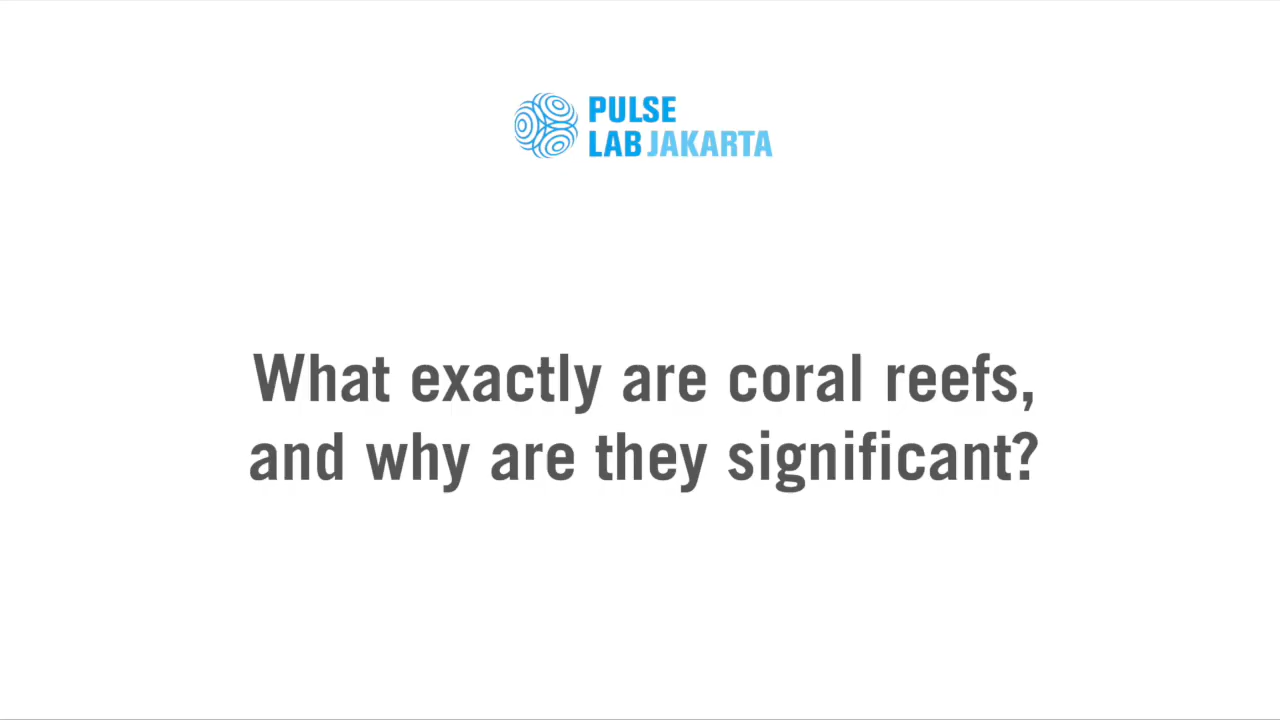 PULSE
LAB JAKARTA
What exactly are coral reefs,
and why are they significant?